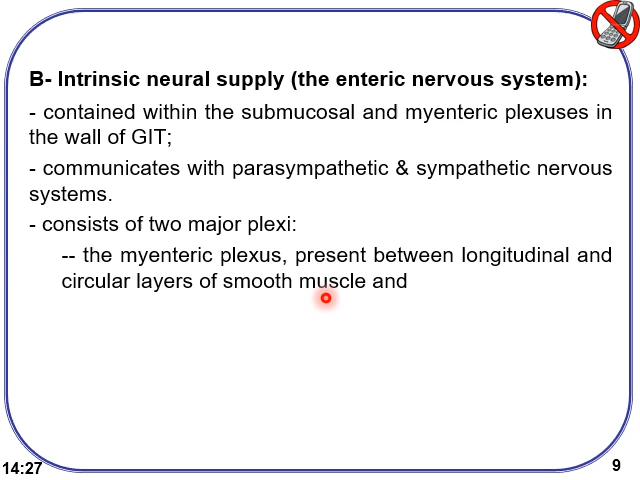 B- Intrinsic neural supply (the enteric nervous system):
- contained within the submucosal and myenteric plexuses in
the wall of GIT;
- communicates with parasympathetic & sympathetic nervous
systems.
- consists of two major plexi:
-- the myenteric plexus, present between longitudinal and
circular layers of smooth muscle and
14:27
9